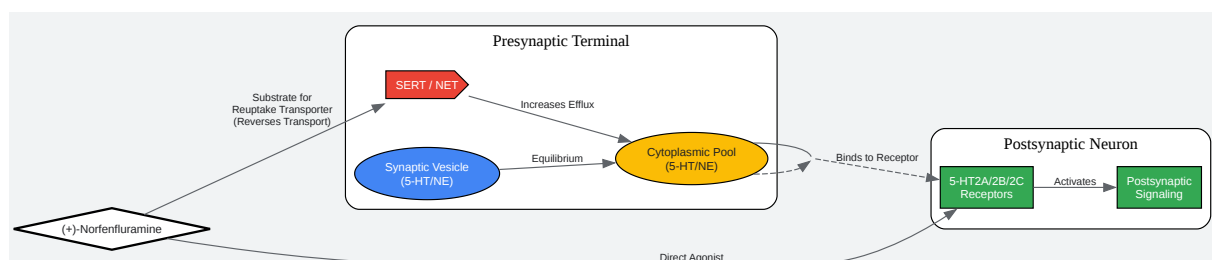 Presynaptic Terminal
SERT / NET
Substrate for
Reuptake Transporter
(Reverses Transport)
Increases Efflux
Synaptic Vesicle
(5-HT/NE)
Equilibrium
Cytoplasmic Pool
(5-HT/NE)
Binds to Receptor
Postsynaptic Neuron
5-HT2A/2B/2C
Receptors
Activates
Postsynaptic
Signaling
(+)-Norfenfluramine
Direct Agonist